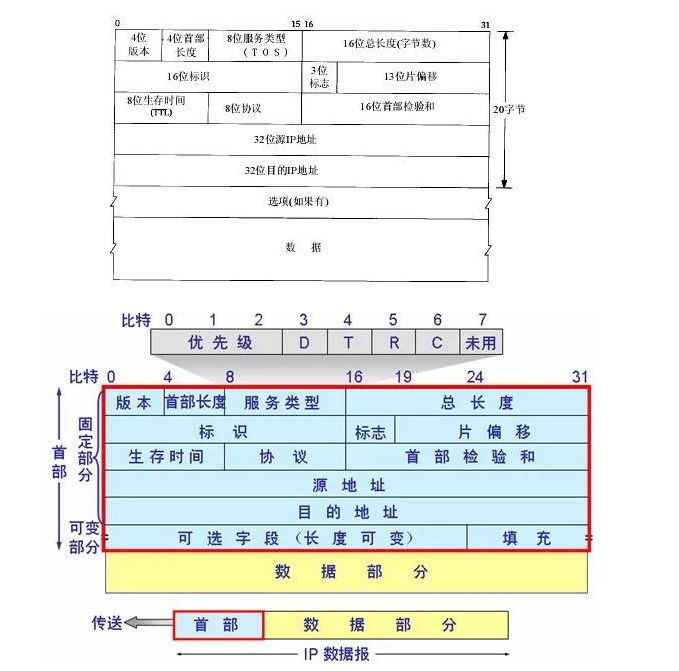 0 15 16 31
4位版本 4位首部长度 8位服务类型(TOS) 16位总长度(字节数)
16位标识 3位标志 13位片偏移
8位生存时间(TTL) 8位协议 16位首部检验和
20字节
32位源IP地址
32位目的IP地址
选项(如果有)
数 据
比特 0 1 2 3 4 5 6 7
优先级 D T R C 未用
比特 0 4 8 16 19 24 31
版本 首部长度 服务类型 总长度
标识 标志 片偏移
生存时间 协议 首部检验和
源地址
目的地址
可选字段(长度可变) 填充
首部
固定部分
可变部分
数据部分
传送 首部 数据部分
IP 数据报